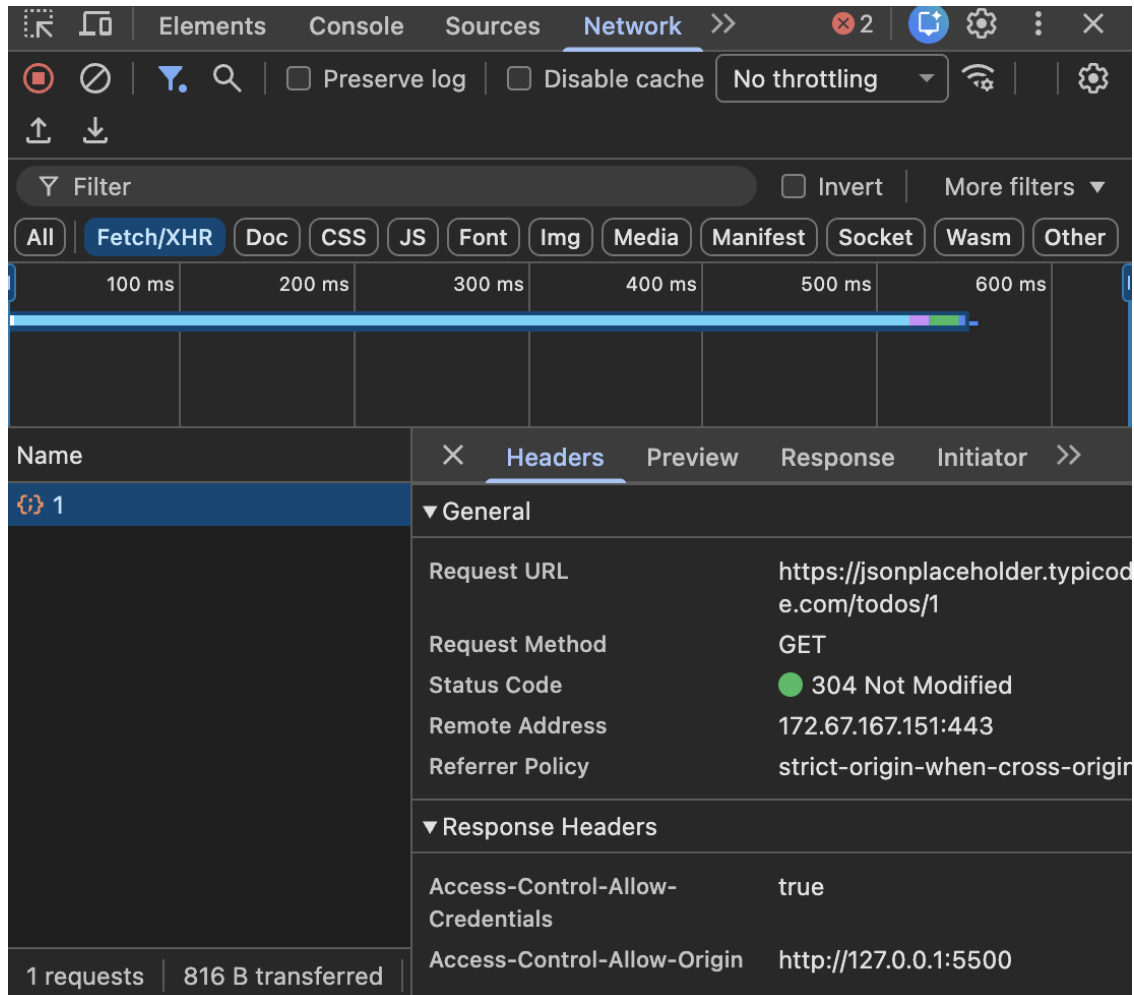 Elements Console Sources Network 2
Preserve log Disable cache No throttling
Filter Invert More filters
All Fetch/XHR Doc CSS JS Font Img Media Manifest Socket Wasm Other
100 ms 200 ms 300 ms 400 ms 500 ms 600 ms
Name
Headers Preview Response Initiator
{;} 1
General
Request URL https://jsonplaceholder.typicod
e.com/todos/1
Request Method GET
Status Code 304 Not Modified
Remote Address 172.67.167.151:443
Referrer Policy strict-origin-when-cross-origin
Response Headers
Access-Control-Allow- true
Credentials
Access-Control-Allow-Origin http://127.0.0.1:5500
1 requests 816 B transferred